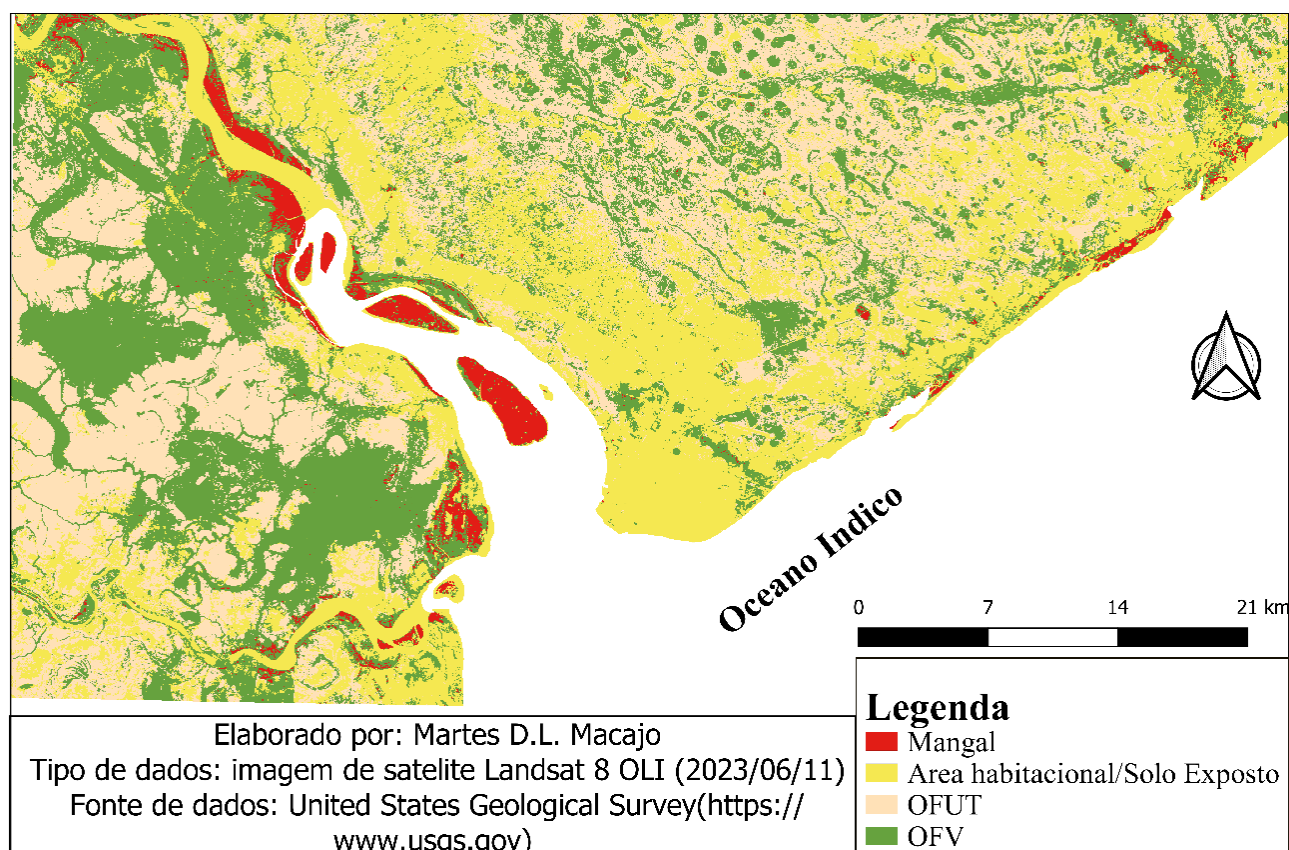 Oceano Indico
0 7 14 21 km
Legenda
Mangal
Area habitacional/Solo Exposto
OFUT
OFV
Elaborado por: Martes D.L. Macajo
Tipo de dados: imagem de satelite Landsat 8 OLI (2023/06/11)
Fonte de dados: United States Geological Survey(https://
www.usgs.gov)